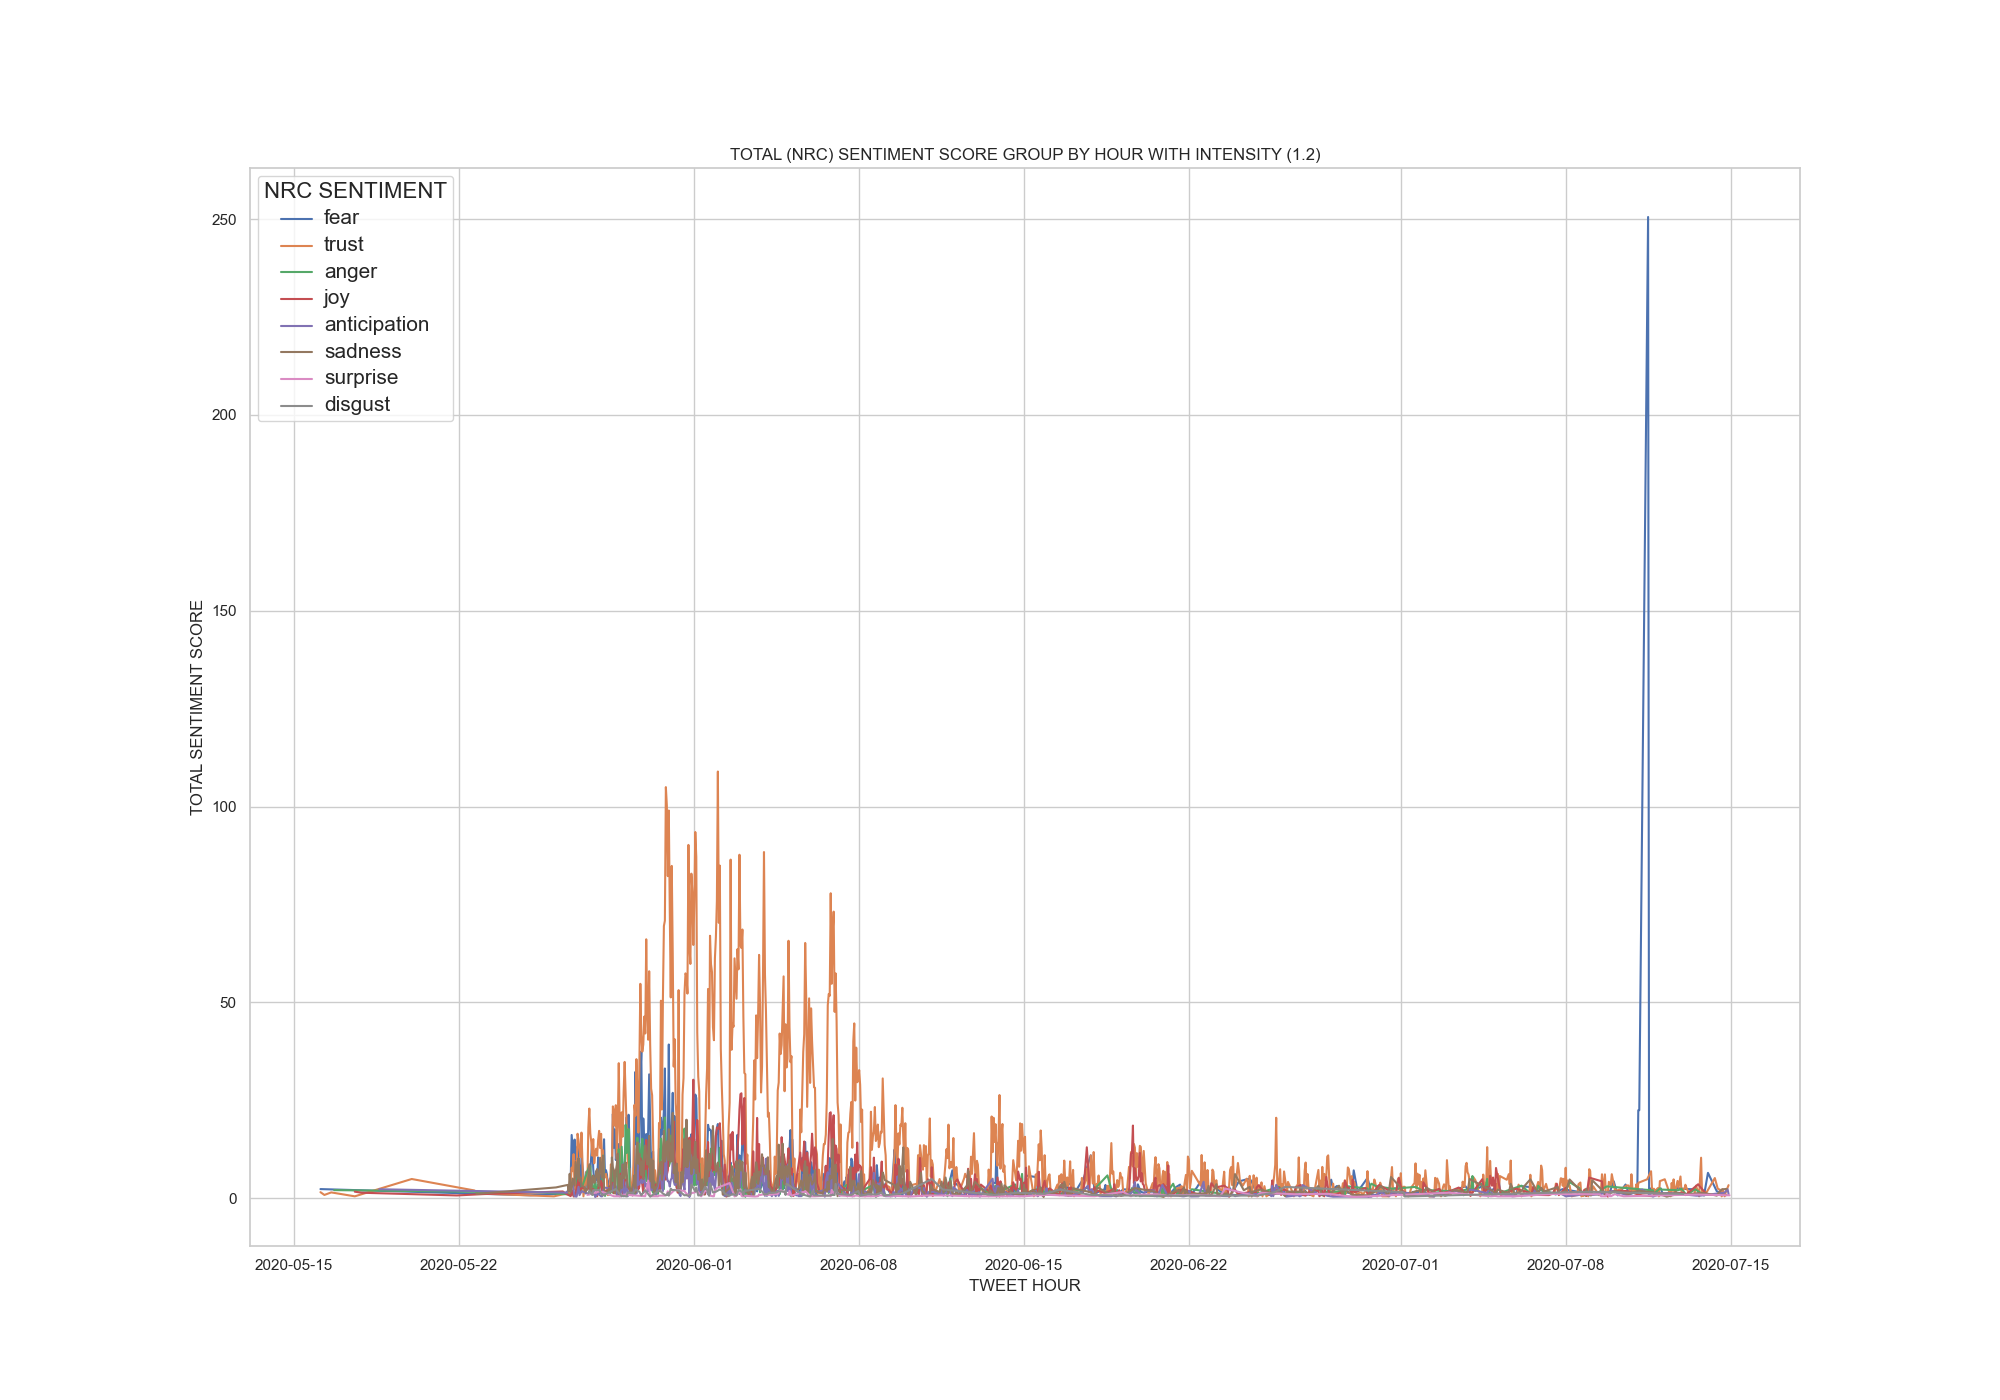 TOTAL (NRC) SENTIMENT SCORE GROUP BY HOUR WITH INTENSITY (1.2)
NRC SENTIMENT
fear
trust
anger
joy
anticipation
sadness
surprise
disgust
250
200
150
100
50
0
TOTAL SENTIMENT SCORE
2020-05-15
2020-05-22
2020-06-01
2020-06-08
2020-06-15
2020-06-22
2020-07-01
2020-07-08
2020-07-15
TWEET HOUR